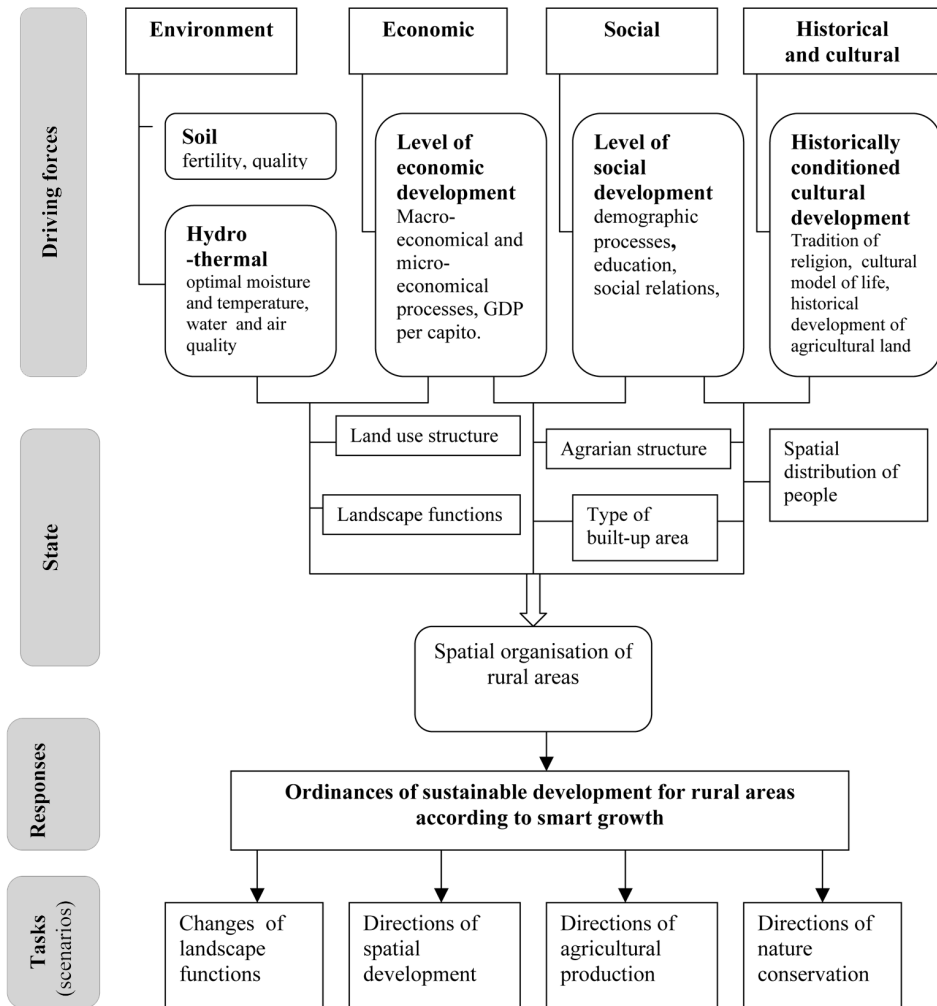 Driving forces
Environment
Economic
Social
Historical
and cultural
Soil
fertility, quality
Hydro
-thermal
optimal moisture
and temperature,
water and air
quality
Level of
economic
development
Macro-
economical and
micro-
economical
processes, GDP
per capito.
Level of
social
development
demographic
processes,
education,
social relations,
Historically
conditioned
cultural
development
Tradition of
religion, cultural
model of life,
historical
development of
agricultural land
State
Land use structure
Landscape functions
Agrarian structure
Type of
built-up area
Spatial
distribution of
people
Spatial organisation of
rural areas
Responses
Ordinances of sustainable development for rural areas
according to smart growth
Tasks
(scenarios)
Changes of
landscape
functions
Directions of
spatial
development
Directions of
agricultural
production
Directions of
nature
conservation